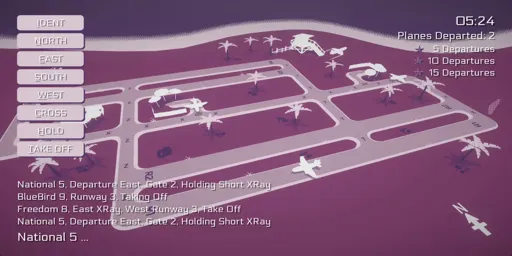 IDENT
NORTH
EAST
SOUTH
WEST
CROSS
HOLD
TAKE OFF
05:24
Planes Departed: 2
5 Departures
10 Departures
15 Departures
National 5, Departure East, Gate 2, Holding Short XRay
BlueBird 9, Runway 3, Taking Off
Freedom 8, East XRay, West Runway 3, Take Off
National 5, Departure East, Gate 2, Holding Short XRay
National 5 ...